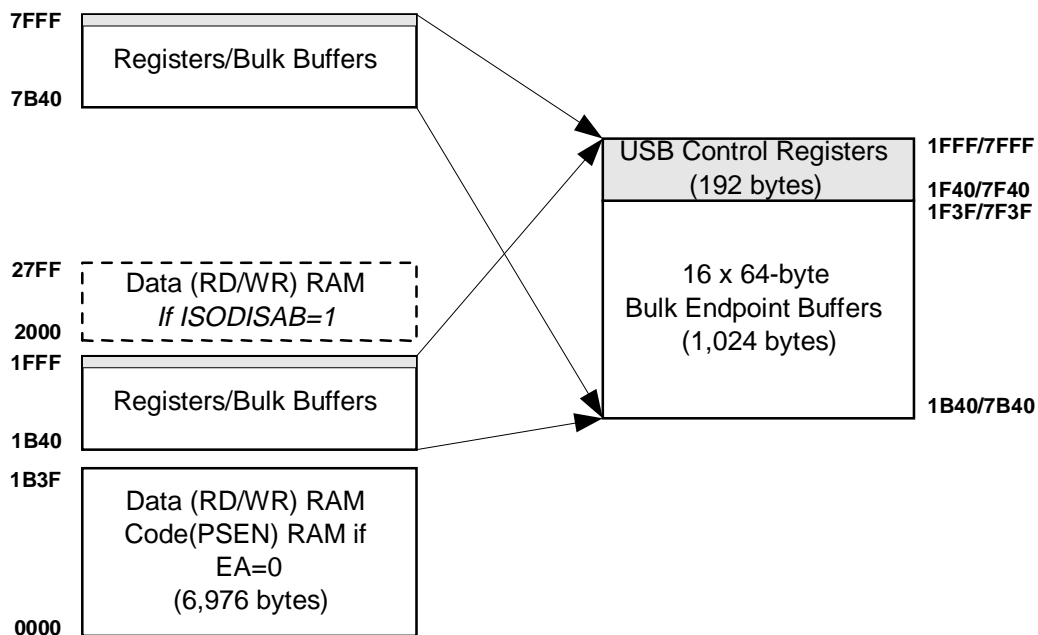 7FFF
Registers/Bulk Buffers
7B40
USB Control Registers
(192 bytes)
1FFF/7FFF
1F40/7F40
1F3F/7F3F
16 x 64-byte
Bulk Endpoint Buffers
(1,024 bytes)
1B40/7B40
27FF
Data (RD/WR) RAM
If ISODISAB=1
2000
1FFF
Registers/Bulk Buffers
1B40
1B3F
Data (RD/WR) RAM
Code(PSEN) RAM if
EA=0
(6,976 bytes)
0000